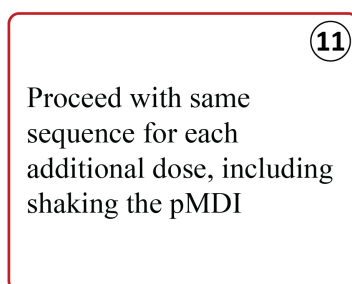 11
Proceed with same
sequence for each
additional dose, including
shaking the pMDI